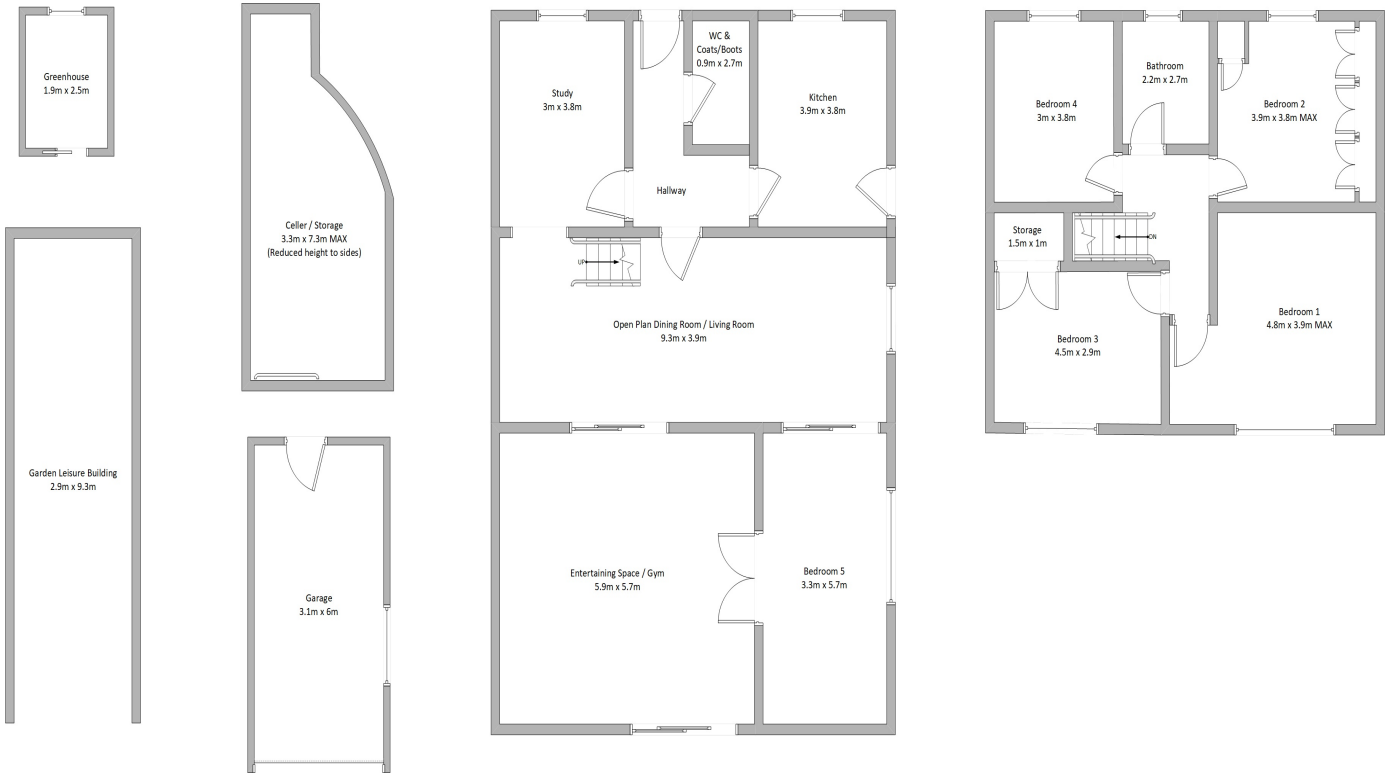 Greenhouse
1.9m x 2.5m
Celler / Storage
3.3m x 7.3m MAX
(Reduced height to sides)
Garden Leisure Building
2.9m x 9.3m
Garage
3.1m x 6m
Study
3m x 3.8m
WC &
Coats/Boots
0.9m x 2.7m
Kitchen
3.9m x 3.8m
Hallway
UP
Open Plan Dining Room / Living Room
9.3m x 3.9m
Entertaining Space / Gym
5.9m x 5.7m
Bedroom 5
3.3m x 5.7m
Bedroom 4
3m x 3.8m
Bathroom
2.2m x 2.7m
Bedroom 2
3.9m x 3.8m MAX
Storage
1.5m x 1m
DN
Bedroom 3
4.5m x 2.9m
Bedroom 1
4.8m x 3.9m MAX